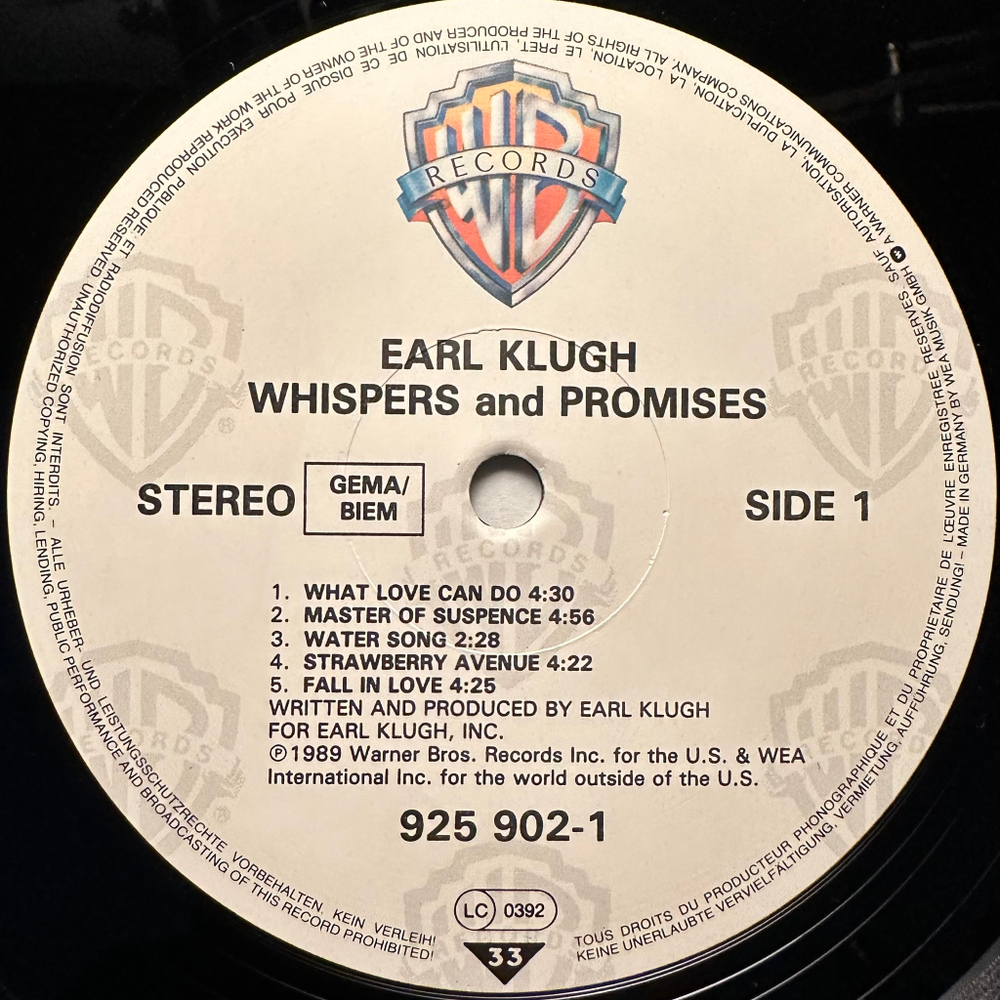 WB
RECORDS
EARL KLUGH
WHISPERS and PROMISES
STEREO
GEMA/
BIEM
SIDE 1
1. WHAT LOVE CAN DO 4:30
2. MASTER OF SUSPENCE 4:56
3. WATER SONG 2:28
4. STRAWBERRY AVENUE 4:22
5. FALL IN LOVE 4:25
WRITTEN AND PRODUCED BY EARL KLUGH
FOR EARL KLUGH, INC.
℗1989 Warner Bros. Records Inc. for the U.S. & WEA
International Inc. for the world outside of the U.S.
925 902-1
LC 0392
33
TOUS DROITS DU PRODUCTEUR PHONOGRAPHIQUE ET DU PROPRIETAIRE DE L'ŒUVRE ENREGISTREE RESERVES SAUF AUTORISATION, LA DUPLICATION, LA LOCATION, LE PRET, L'UTILISATION DE CE DISQUE POUR EXECUTION PUBLIQUE ET RADIODIFFUSION SONT INTERDITS. – ALLE URHEBER- UND LEISTUNGSSCHUTZRECHTE VORBEHALTEN, KEIN VERLEIH!
KEINE UNERLAUBTE VERVIELFÄLTIGUNG, VERMIETUNG, AUFFÜHRUNG, SENDUNG! – MADE IN GERMANY BY WEA MUSIK GMBH A WARNER COMMUNICATIONS COMPANY. ALL RIGHTS OF THE PRODUCER AND OF THE OWNER OF THE WORK REPRODUCED RESERVED. UNAUTHORIZED COPYING, HIRING, LENDING, PUBLIC PERFORMANCE AND BROADCASTING OF THIS RECORD PROHIBITED!